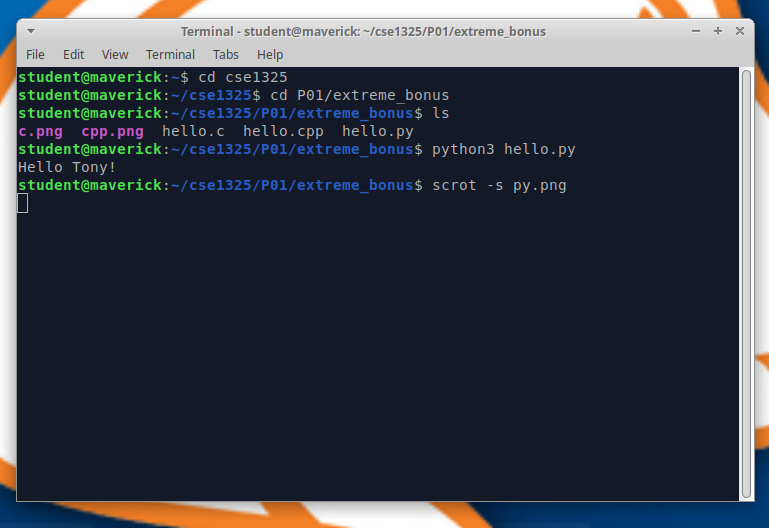 Terminal - student@maverick: ~/cse1325/P01/extreme_bonus
File Edit View Terminal Tabs Help
student@maverick:~$ cd cse1325
student@maverick:~/cse1325$ cd P01/extreme_bonus
student@maverick:~/cse1325/P01/extreme_bonus$ ls
c.png  cpp.png  hello.c  hello.cpp  hello.py
student@maverick:~/cse1325/P01/extreme_bonus$ python3 hello.py
Hello Tony!
student@maverick:~/cse1325/P01/extreme_bonus$ scrot -s py.png